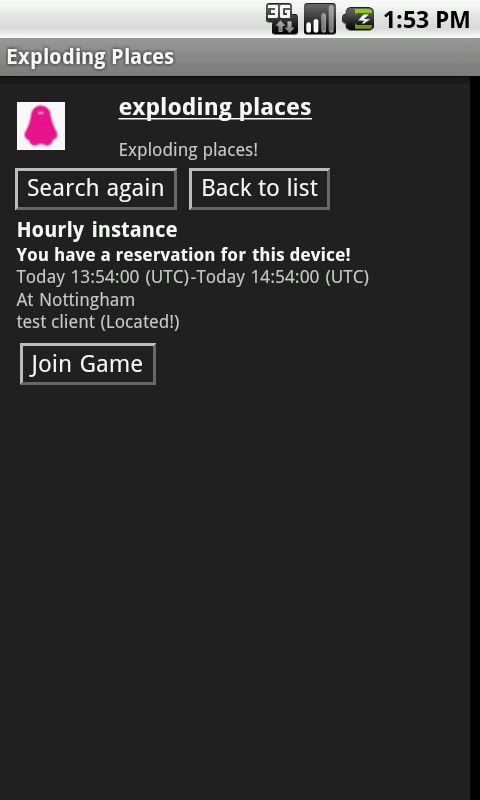 3G 1:53 PM
Exploding Places
exploding places
Exploding places!
Search again Back to list
Hourly instance
You have a reservation for this device!
Today 13:54:00 (UTC)-Today 14:54:00 (UTC)
At Nottingham
test client (Located!)
Join Game